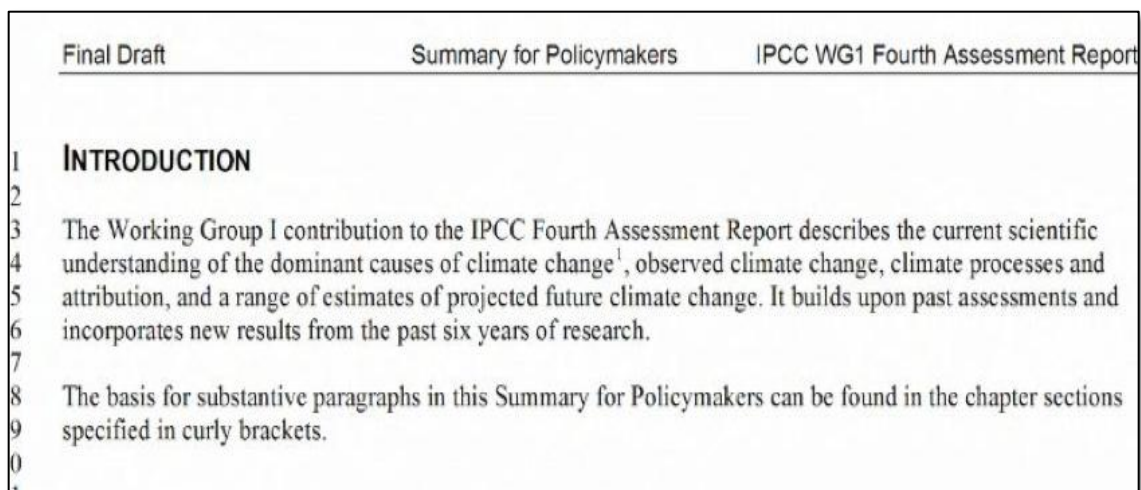 Final Draft Summary for Policymakers IPCC WG1 Fourth Assessment Report
1 INTRODUCTION
2
3 The Working Group I contribution to the IPCC Fourth Assessment Report describes the current scientific
4 understanding of the dominant causes of climate change¹, observed climate change, climate processes and
5 attribution, and a range of estimates of projected future climate change. It builds upon past assessments and
6 incorporates new results from the past six years of research.
7
8 The basis for substantive paragraphs in this Summary for Policymakers can be found in the chapter sections
9 specified in curly brackets.
0